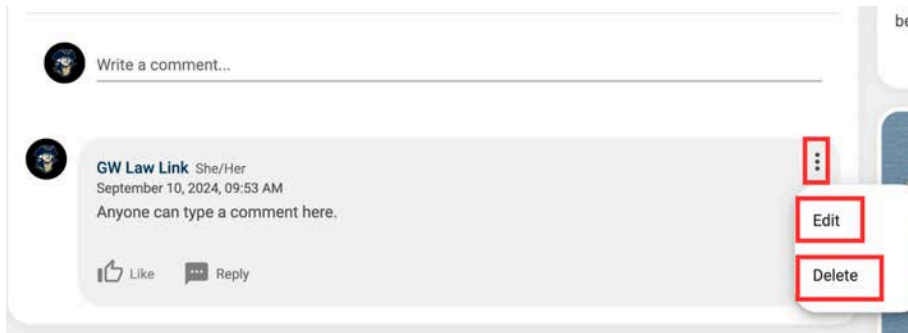 be
Write a comment...
GW Law Link She/Her
September 10, 2024, 09:53 AM
Anyone can type a comment here.
Edit
Like Reply
Delete